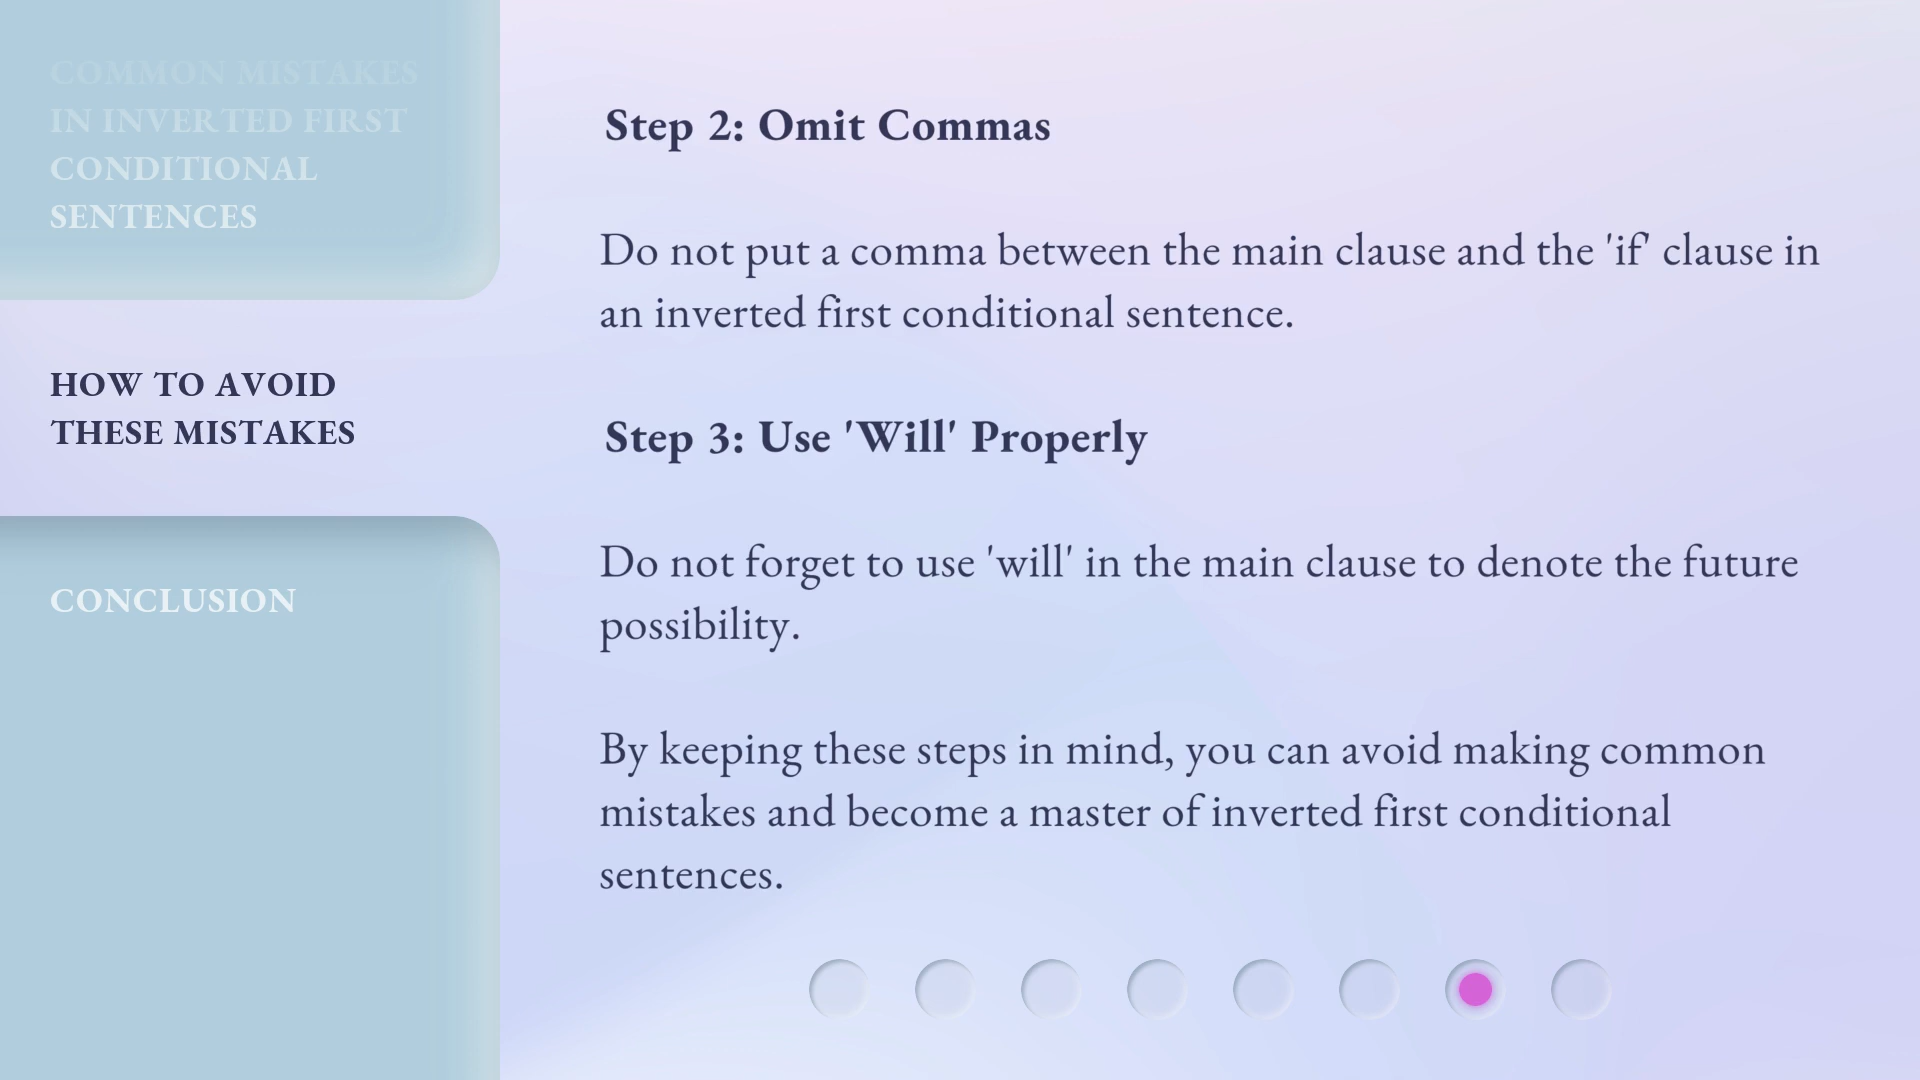 COMMON MISTAKES
IN INVERTED FIRST
CONDITIONAL
SENTENCES
HOW TO AVOID
THESE MISTAKES
CONCLUSION
Step 2: Omit Commas
Do not put a comma between the main clause and the 'if' clause in
an inverted first conditional sentence.
Step 3: Use 'Will' Properly
Do not forget to use 'will' in the main clause to denote the future
possibility.
By keeping these steps in mind, you can avoid making common
mistakes and become a master of inverted first conditional
sentences.